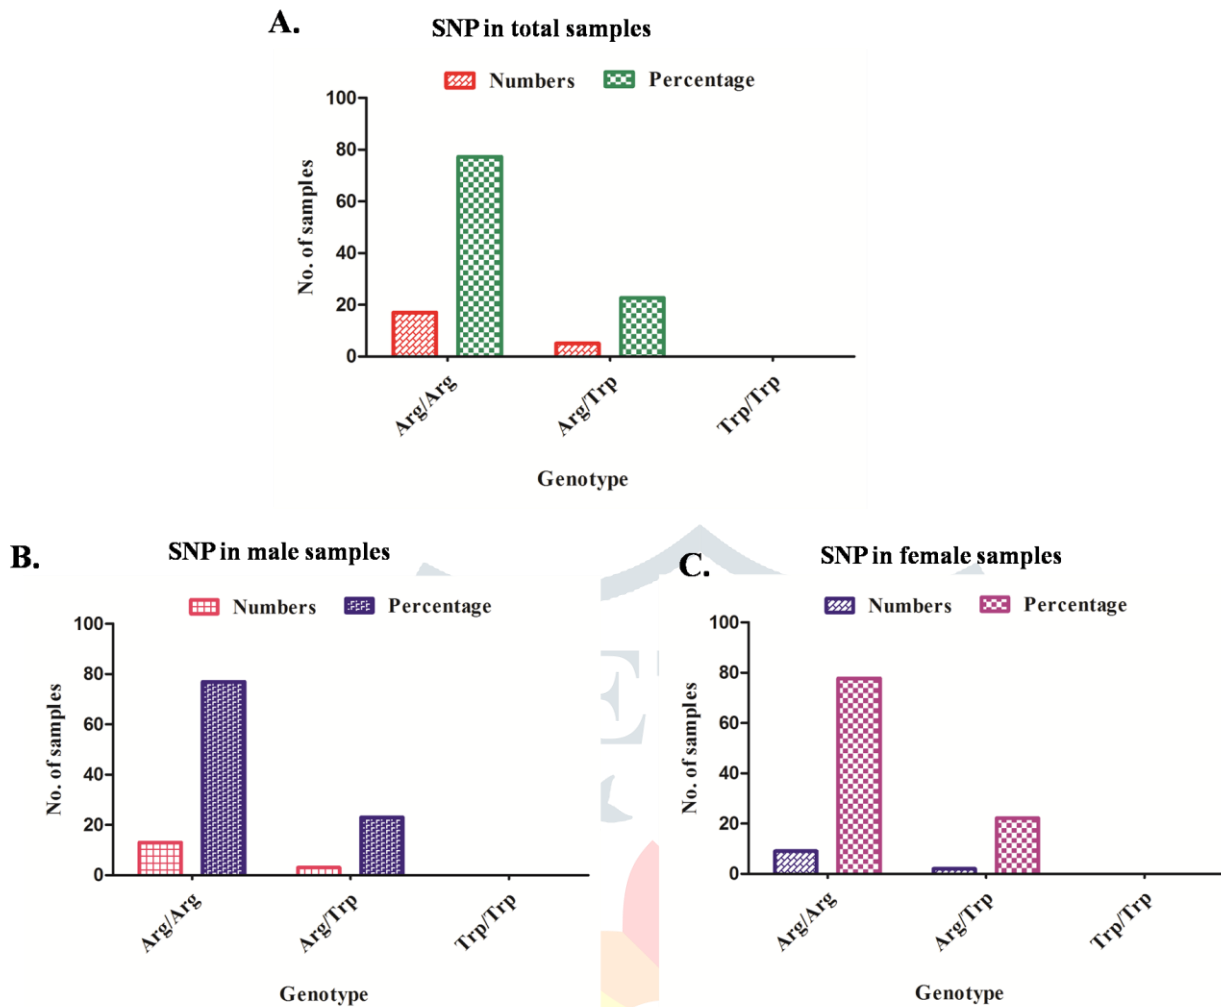 A.
SNP in total samples
Numbers Percentage
100
80
60
40
20
0
No. of samples
Arg/Arg Arg/Trp Trp/Trp
Genotype
B.
SNP in male samples
Numbers Percentage
100
80
60
40
20
0
No. of samples
Arg/Arg Arg/Trp Trp/Trp
Genotype
C.
SNP in female samples
Numbers Percentage
100
80
60
40
20
0
No. of samples
Arg/Arg Arg/Trp Trp/Trp
Genotype